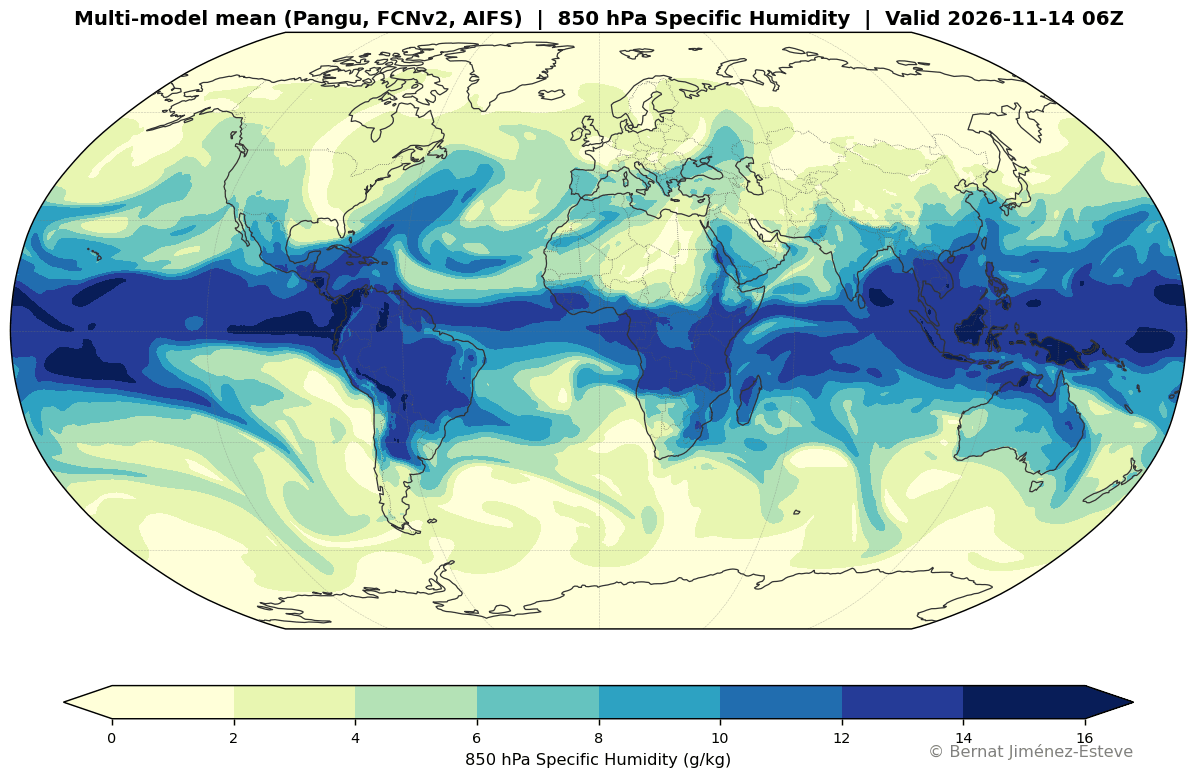 Multi-model mean (Pangu, FCNv2, AIFS)  |  850 hPa Specific Humidity  |  Valid 2026-11-14 06Z
0 2 4 6 8 10 12 14 16
850 hPa Specific Humidity (g/kg)
© Bernat Jiménez-Esteve